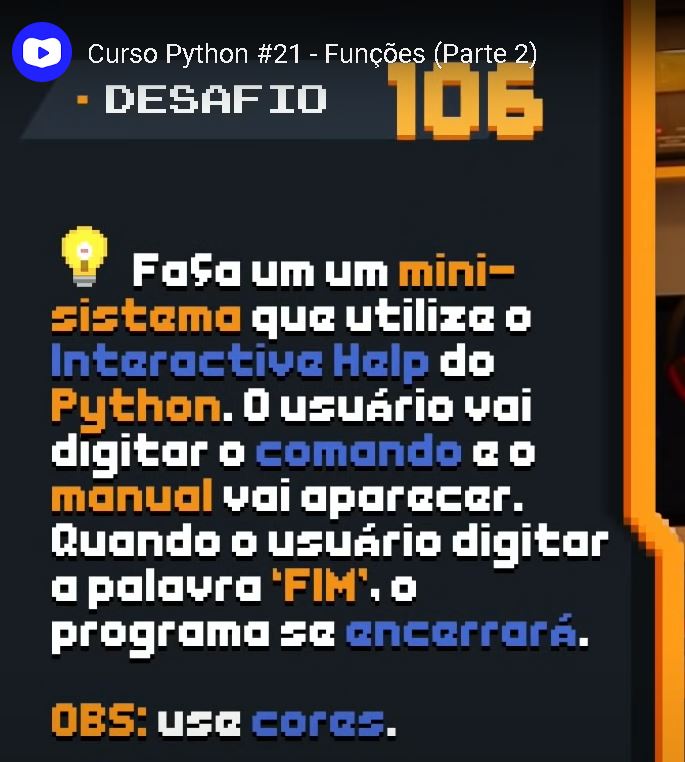 Curso Python #21 - Funções (Parte 2)
DESAFIO 106
Faça um um mini-
sistema que utilize o
Interactive Help do
Python. O usuário vai
digitar o comando e o
manual vai aparecer.
Quando o usuário digitar
a palavra ‘FIM’, o
programa se encerrará.
OBS: use cores.